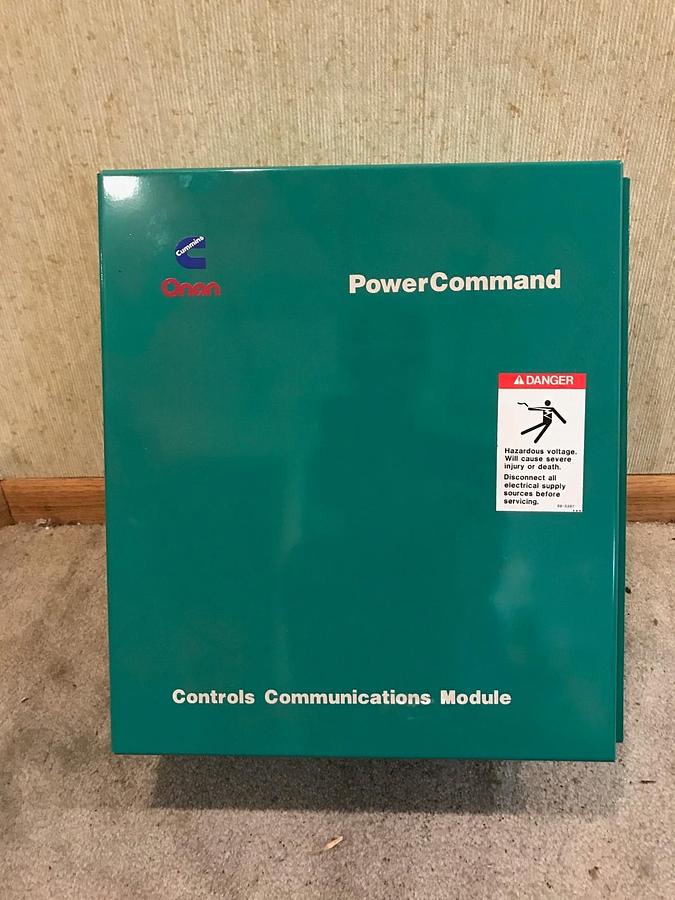 Cummins
Onan
PowerCommand
DANGER
Hazardous voltage.
Will cause severe
injury or death.
Disconnect all
electrical supply
sources before
servicing.
Controls Communications Module